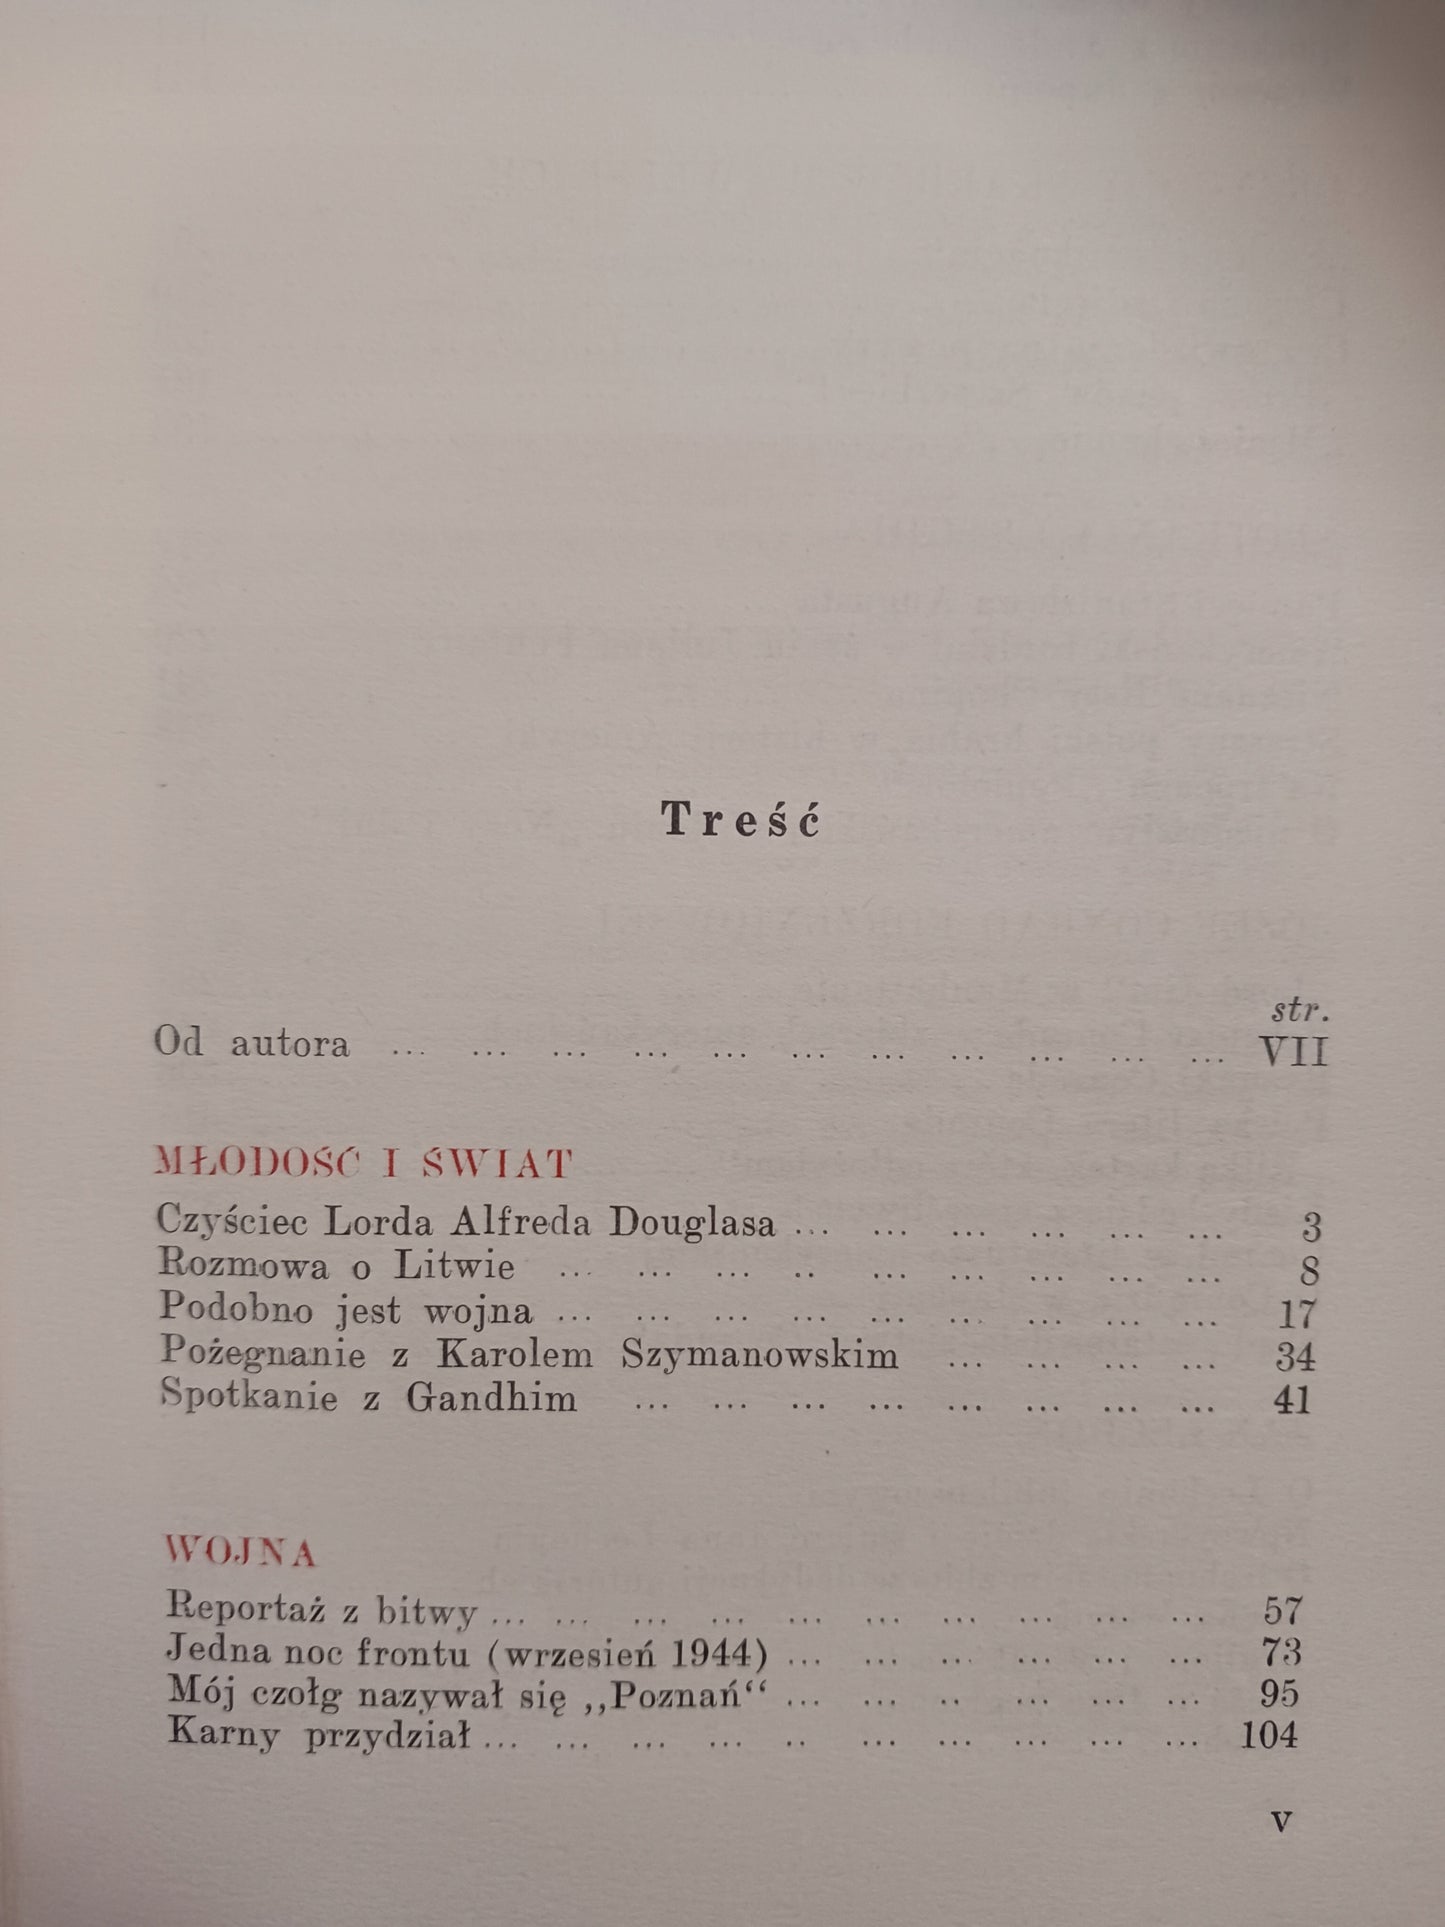 Treść
str.
Od autora ... ... ... ... ... ... ... ... ... ... ... VII
MŁODOŚĆ I ŚWIAT
Czyściec Lorda Alfreda Douglasa ... ... ... ... ... ... 3
Rozmowa o Litwie ... ... ... .. ... ... ... ... ... 8
Podobno jest wojna ... ... ... ... ... ... ... ... ... 17
Pożegnanie z Karolem Szymanowskim ... ... ... ... 34
Spotkanie z Gandhim ... ... ... ... ... ... ... ... 41
WOJNA
Reportaż z bitwy ... ... ... ... ... ... ... ... ... ... 57
Jedna noc frontu (wrzesień 1944) ... ... ... ... ... ... 73
Mój czołg nazywał się ,,Poznań“ ... ... .. ... ... ... 95
Karny przydział ... ... ... ... .. ... ... ... ... ... 104
V